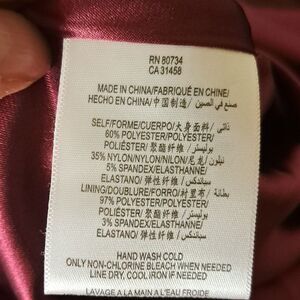 RN 80734
CA 31458
MADE IN CHINA/FABRIQUÉ EN CHINE/
HECHO EN CHINA/中国制造/ صنع في الصين
SELF/FORME/CUERPO/大身面料/ ذاتي
60% POLYESTER/POLYESTER/
POLIÉSTER/聚酯纤维/ بوليستر
35% NYLON/NYLON/NILON/尼龙/ نيلون
5% SPANDEX/ELASTHANNE/
ELASTANO/弹性纤维/ سباندكس
LINING/DOUBLURE/FORRO/衬里布/ بطانة
97% POLYESTER/POLYESTER/
POLIÉSTER/聚酯纤维/ بوليستر
3% SPANDEX/ELASTHANNE/
ELASTANO/弹性纤维/ سباندكس
HAND WASH COLD
ONLY NON-CHLORINE BLEACH WHEN NEEDED
LINE DRY, COOL IRON IF NEEDED
LAVAGE A LA MAIN A L'EAU FROIDE